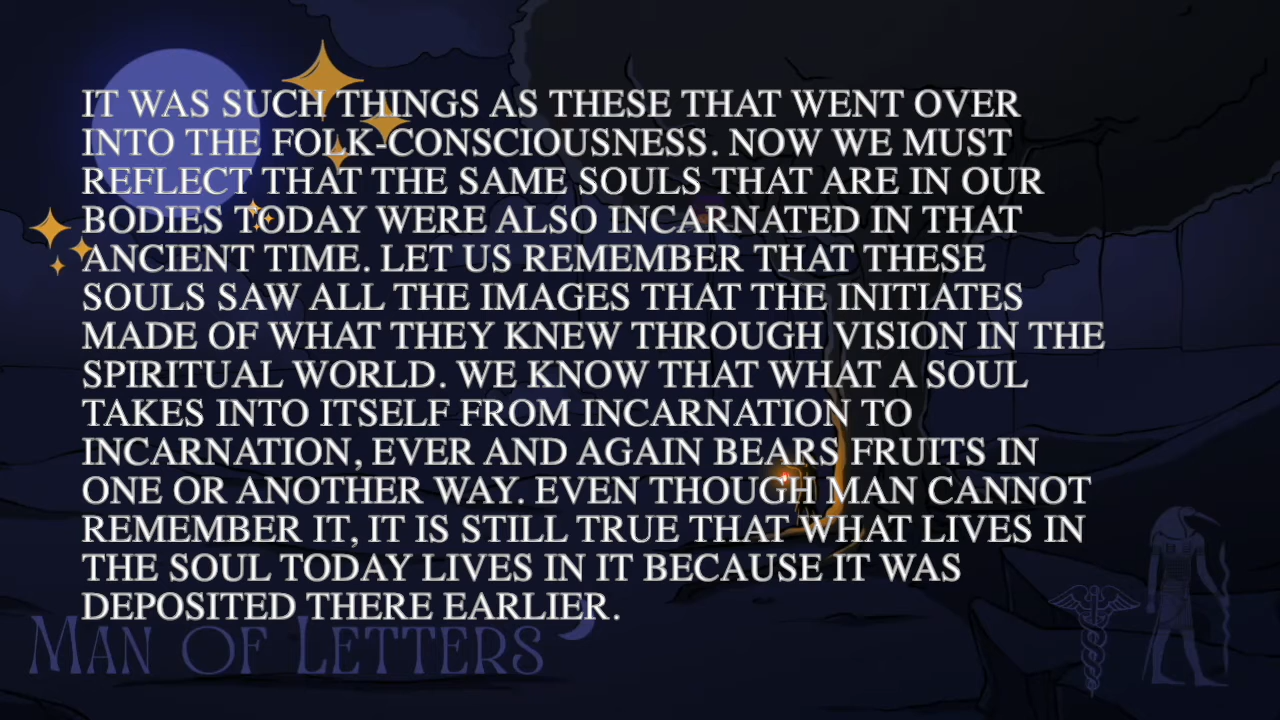 IT WAS SUCH THINGS AS THESE THAT WENT OVER
INTO THE FOLK-CONSCIOUSNESS. NOW WE MUST
REFLECT THAT THE SAME SOULS THAT ARE IN OUR
BODIES TODAY WERE ALSO INCARNATED IN THAT
ANCIENT TIME. LET US REMEMBER THAT THESE
SOULS SAW ALL THE IMAGES THAT THE INITIATES
MADE OF WHAT THEY KNEW THROUGH VISION IN THE
SPIRITUAL WORLD. WE KNOW THAT WHAT A SOUL
TAKES INTO ITSELF FROM INCARNATION TO
INCARNATION, EVER AND AGAIN BEARS FRUITS IN
ONE OR ANOTHER WAY. EVEN THOUGH MAN CANNOT
REMEMBER IT, IT IS STILL TRUE THAT WHAT LIVES IN
THE SOUL TODAY LIVES IN IT BECAUSE IT WAS
DEPOSITED THERE EARLIER.
MAN OF LETTERS